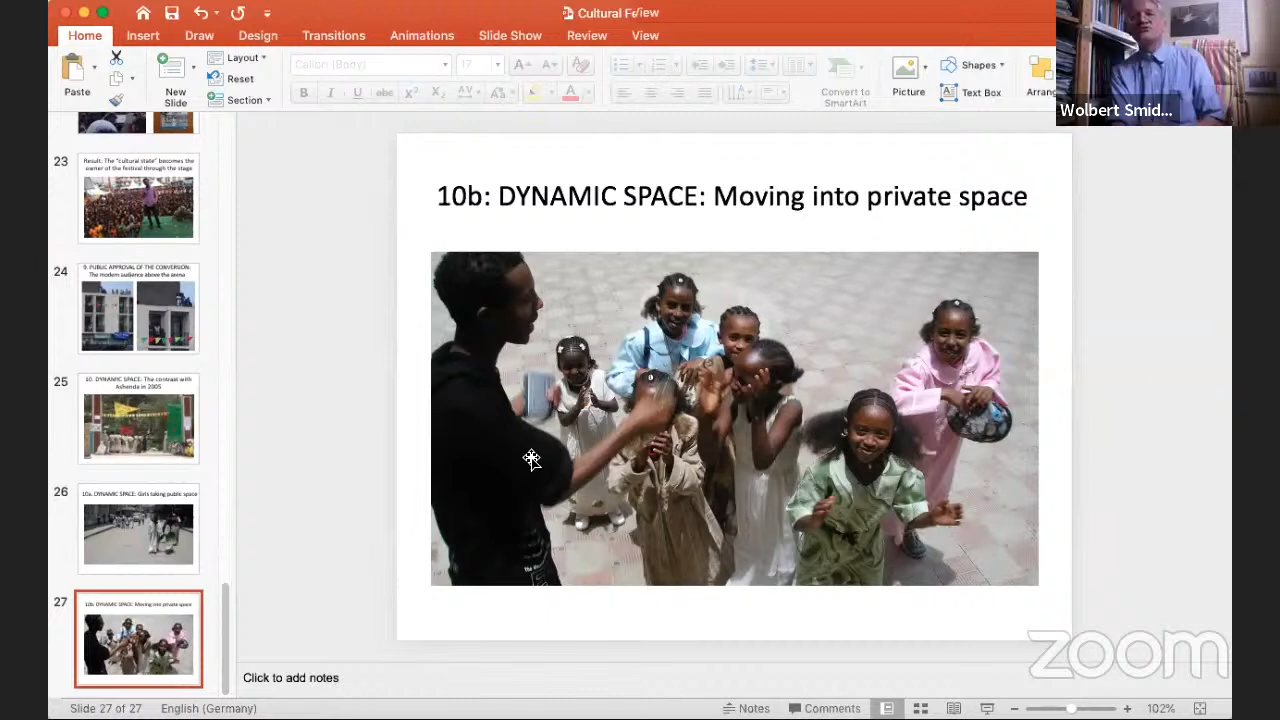 Cultural Fe
View
Home
Insert
Draw
Design
Transitions
Animations
Slide Show
Review
View
Paste
New
Slide
Layout
Reset
Section
Calibri (Bo
17
Convert to
SmartArt
Picture
Shapes
Text Box
Arrang
Wolbert Smid...
23
Result: The "cultural state" becomes the
owner of the festival through the stage
24
9. PUBLIC APPROVAL OF THE CONVERSION:
The modern audience above the arena
25
10. DYNAMIC SPACE: The contrast with
Ashenda in 2005
26
10a. DYNAMIC SPACE: Girls taking public space
27
10b: DYNAMIC SPACE: Moving into private space
10b: DYNAMIC SPACE: Moving into private space
zoom
Click to add notes
Slide 27 of 27
English (Germany)
Notes
Comments
102%